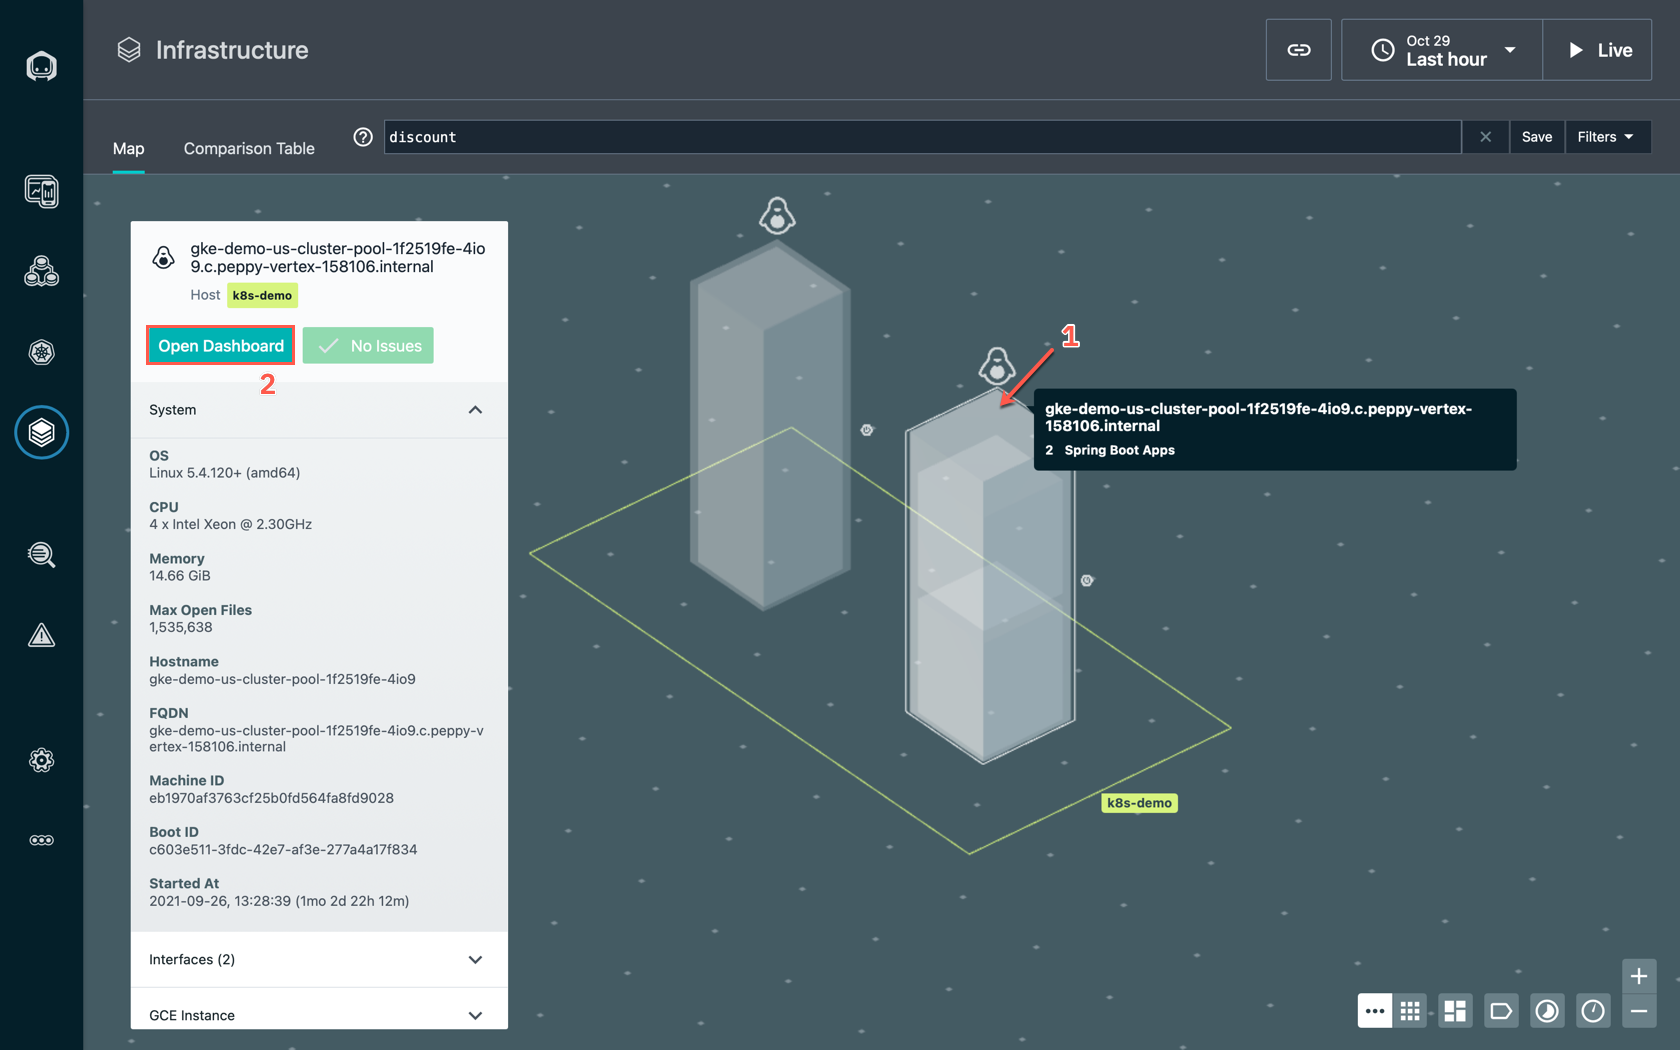 Infrastructure
Oct 29
Last hour
Live
Map
Comparison Table
discount
Save
Filters
gke-demo-us-cluster-pool-1f2519fe-4io
9.c.peppy-vertex-158106.internal
Host
k8s-demo
Open Dashboard
No Issues
2
System
OS
Linux 5.4.120+ (amd64)
CPU
4 x Intel Xeon @ 2.30GHz
Memory
14.66 GiB
Max Open Files
1,535,638
Hostname
gke-demo-us-cluster-pool-1f2519fe-4io9
FQDN
gke-demo-us-cluster-pool-1f2519fe-4io9.c.peppy-v
ertex-158106.internal
Machine ID
eb1970af3763cf25b0fd564fa8fd9028
Boot ID
c603e511-3fdc-42e7-af3e-277a4a17f834
Started At
2021-09-26, 13:28:39 (1mo 2d 22h 12m)
Interfaces (2)
GCE Instance
1
gke-demo-us-cluster-pool-1f2519fe-4io9.c.peppy-vertex-
158106.internal
2 Spring Boot Apps
k8s-demo